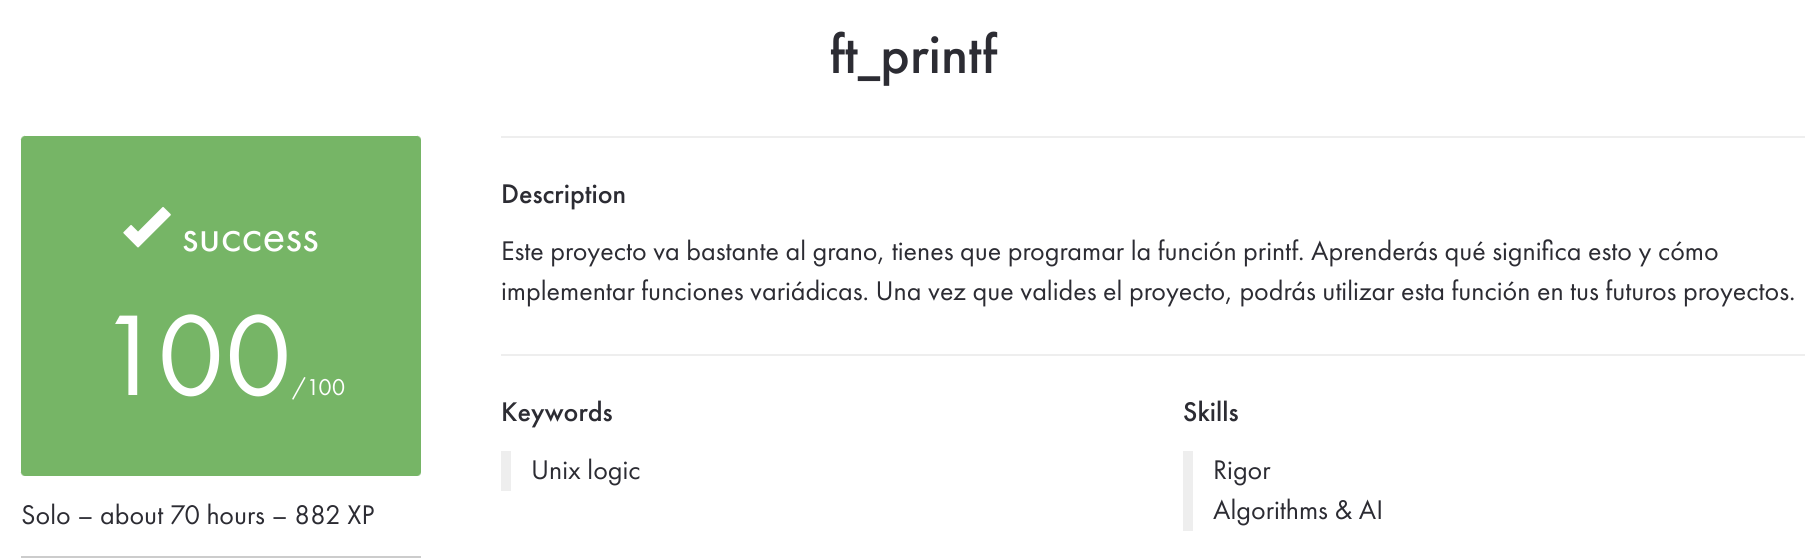 ft_printf
success
100/100
Solo – about 70 hours – 882 XP
Description
Este proyecto va bastante al grano, tienes que programar la función printf. Aprenderás qué significa esto y cómo
implementar funciones variádicas. Una vez que valides el proyecto, podrás utilizar esta función en tus futuros proyectos.
Keywords
Unix logic
Skills
Rigor
Algorithms & AI